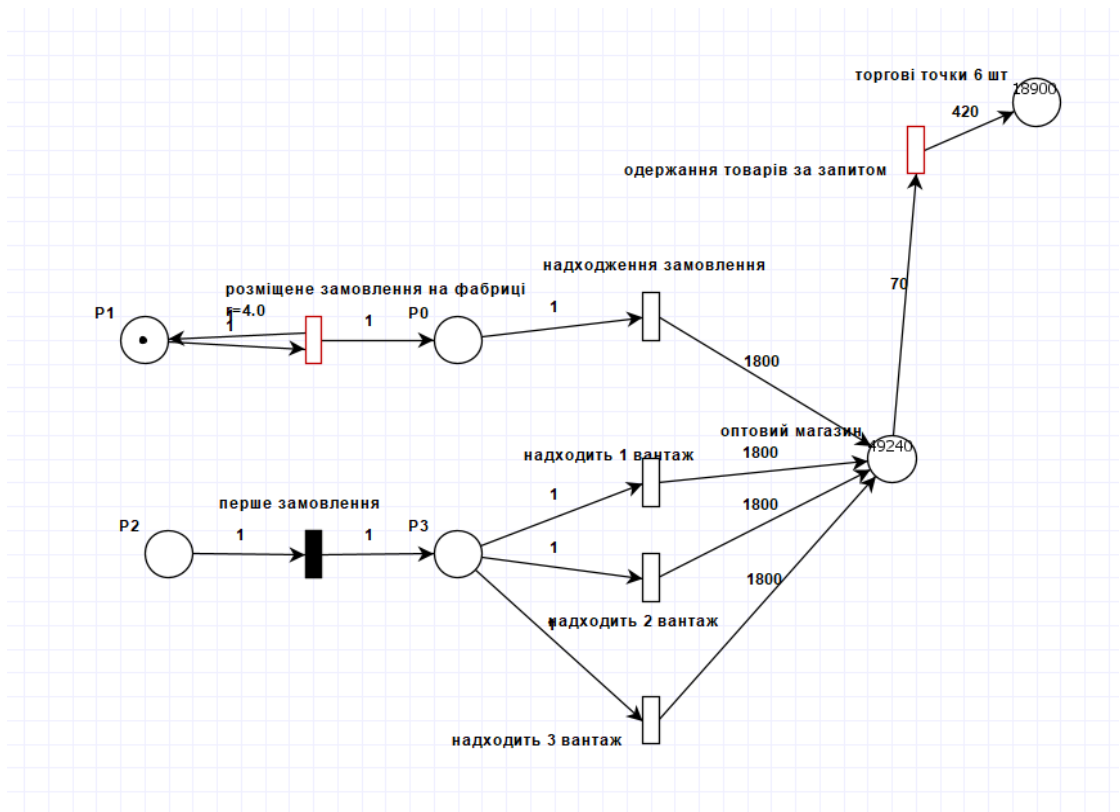 торгові точки 6 шт
18900
420
одержання товарів за запитом
надходження замовлення
70
розміщене замовлення на фабриці
r=4.0
P1
1
1
P0
1
1800
оптовий магазин
49240
надходить 1 вантаж
1800
перше замовлення
1
P2
1
1
P3
1800
1
1800
надходить 2 вантаж
надходить 3 вантаж